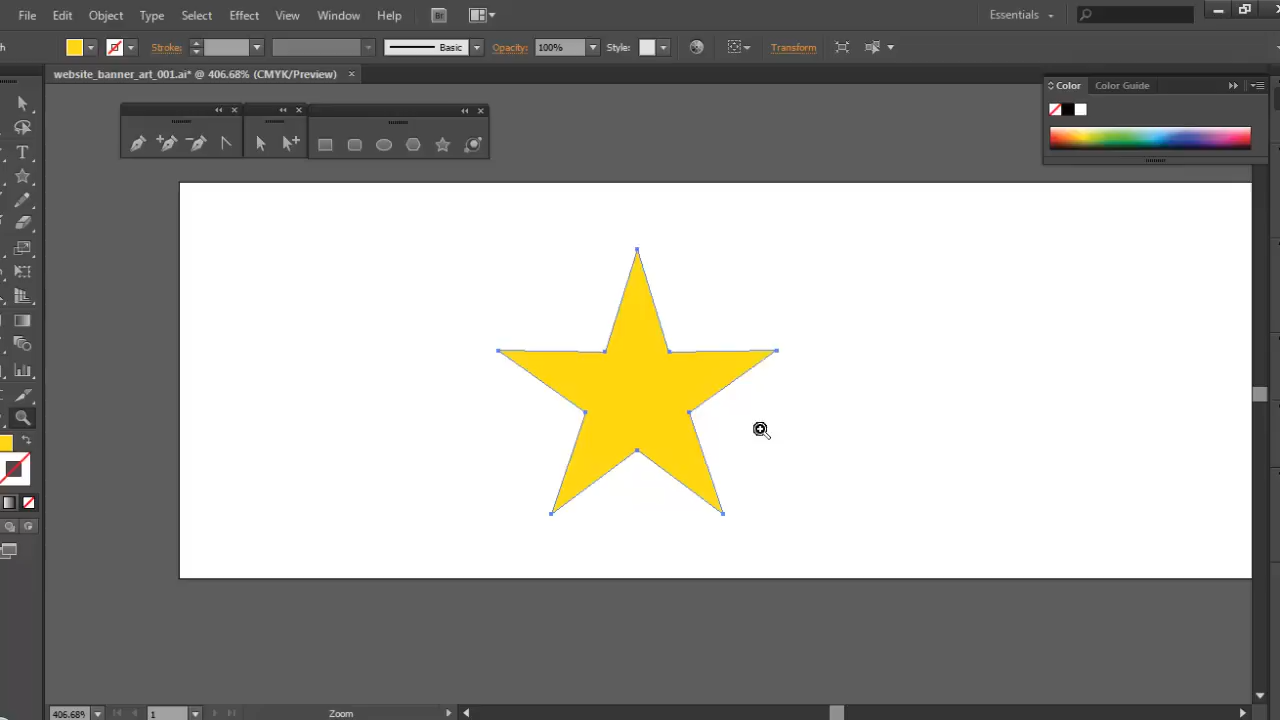 File Edit Object Type Select Effect View Window Help Br Essentials
h Stroke: Basic Opacity: 100% Style: Transform
website_banner_art_001.ai* @ 406.68% (CMYK/Preview) ×
Color Color Guide
T
406.68% 1 Zoom